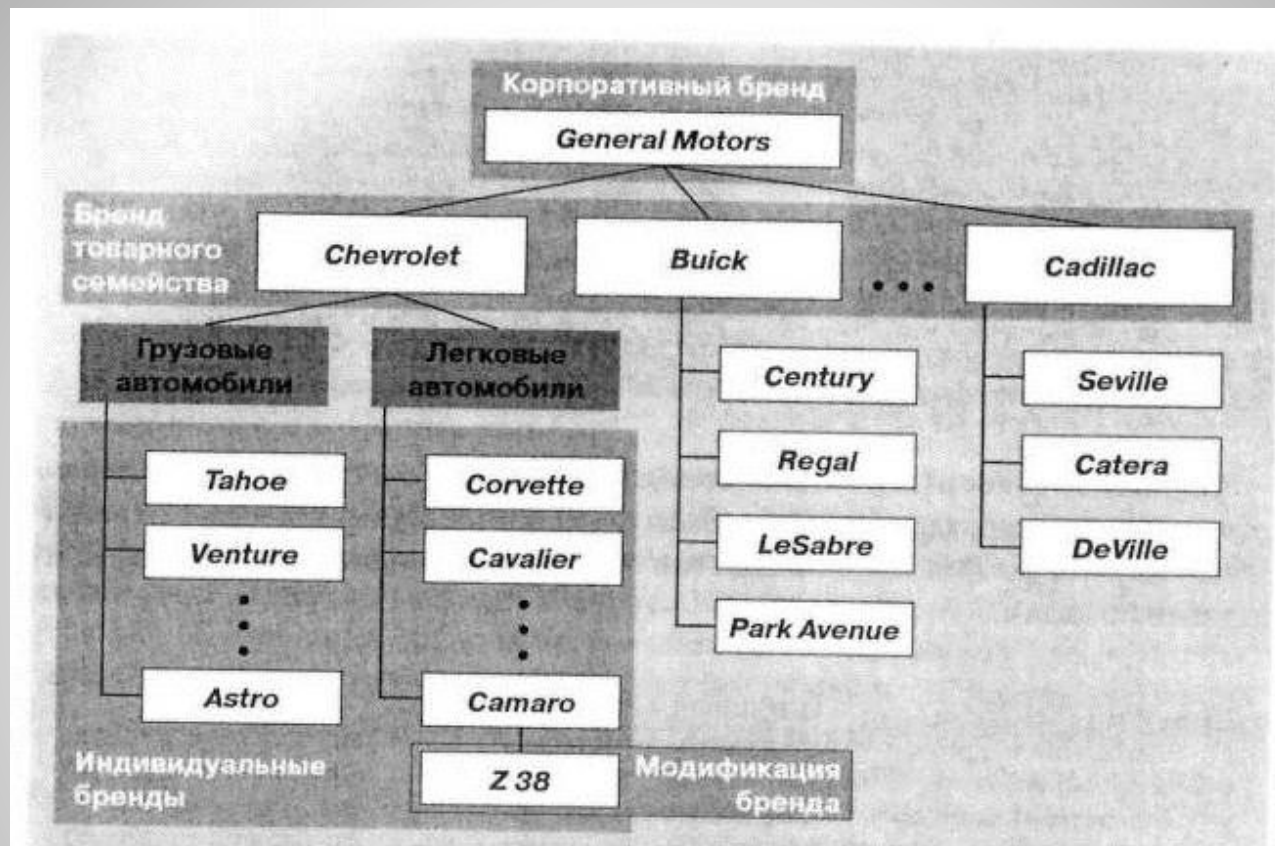 Корпоративный бренд
General Motors
Бренд
товарного
семейства
Chevrolet
Buick
• • •
Cadillac
Грузовые
автомобили
Легковые
автомобили
Century
Seville
Regal
Catera
LeSabre
DeVille
Park Avenue
Tahoe
Corvette
Venture
Cavalier
Astro
Camaro
Индивидуальные
бренды
Z 38
Модификация
бренда